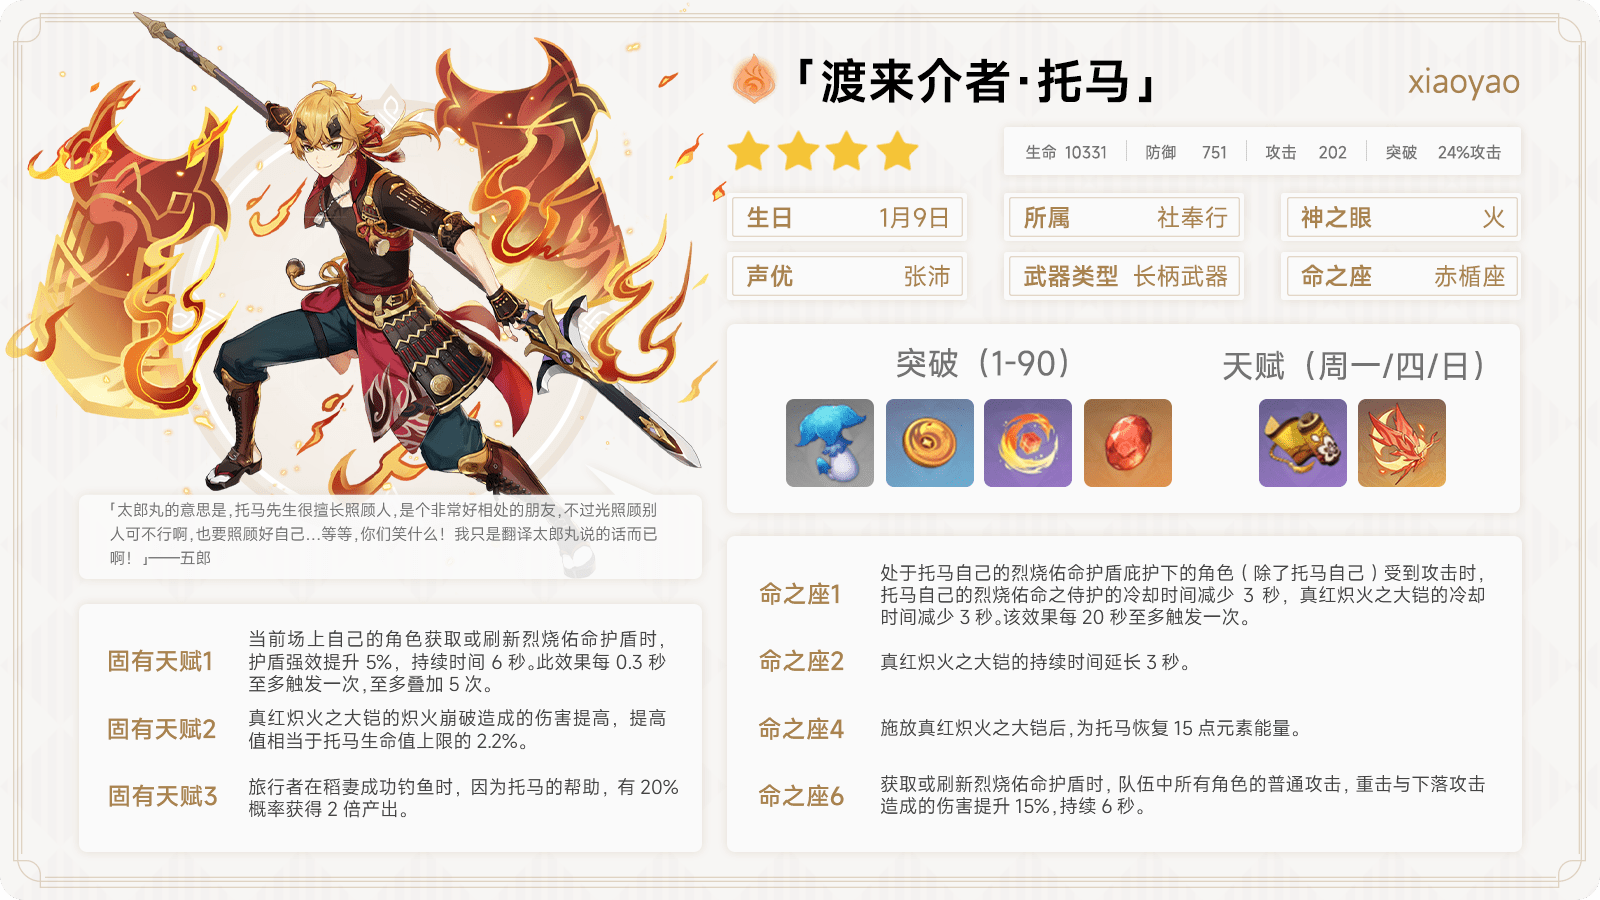 「渡来介者·托马」
xiaoyao
生命 10331 防御 751 攻击 202 突破 24%攻击
生日 1月9日
所属 社奉行
神之眼 火
声优 张沛
武器类型 长柄武器
命之座 赤楯座
突破（1-90）
天赋（周一/四/日）
「太郎丸的意思是,托马先生很擅长照顾人,是个非常好相处的朋友,不过光照顾别
人可不行啊,也要照顾好自己...等等,你们笑什么！我只是翻译太郎丸说的话而已
啊！」——五郎
固有天赋1
当前场上自己的角色获取或刷新烈烧佑命护盾时，
护盾强效提升 5%，持续时间 6 秒。此效果每 0.3 秒
至多触发一次,至多叠加 5 次。
固有天赋2
真红炽火之大铠的炽火崩破造成的伤害提高，提高
值相当于托马生命值上限的 2.2%。
固有天赋3
旅行者在稻妻成功钓鱼时，因为托马的帮助，有 20%
概率获得 2 倍产出。
命之座1
处于托马自己的烈烧佑命护盾庇护下的角色（除了托马自己）受到攻击时，
托马自己的烈烧佑命之侍护的冷却时间减少 3 秒，真红炽火之大铠的冷却
时间减少 3 秒。该效果每 20 秒至多触发一次。
命之座2
真红炽火之大铠的持续时间延长 3 秒。
命之座4
施放真红炽火之大铠后,为托马恢复 15 点元素能量。
命之座6
获取或刷新烈烧佑命护盾时，队伍中所有角色的普通攻击，重击与下落攻击
造成的伤害提升 15%,持续 6 秒。